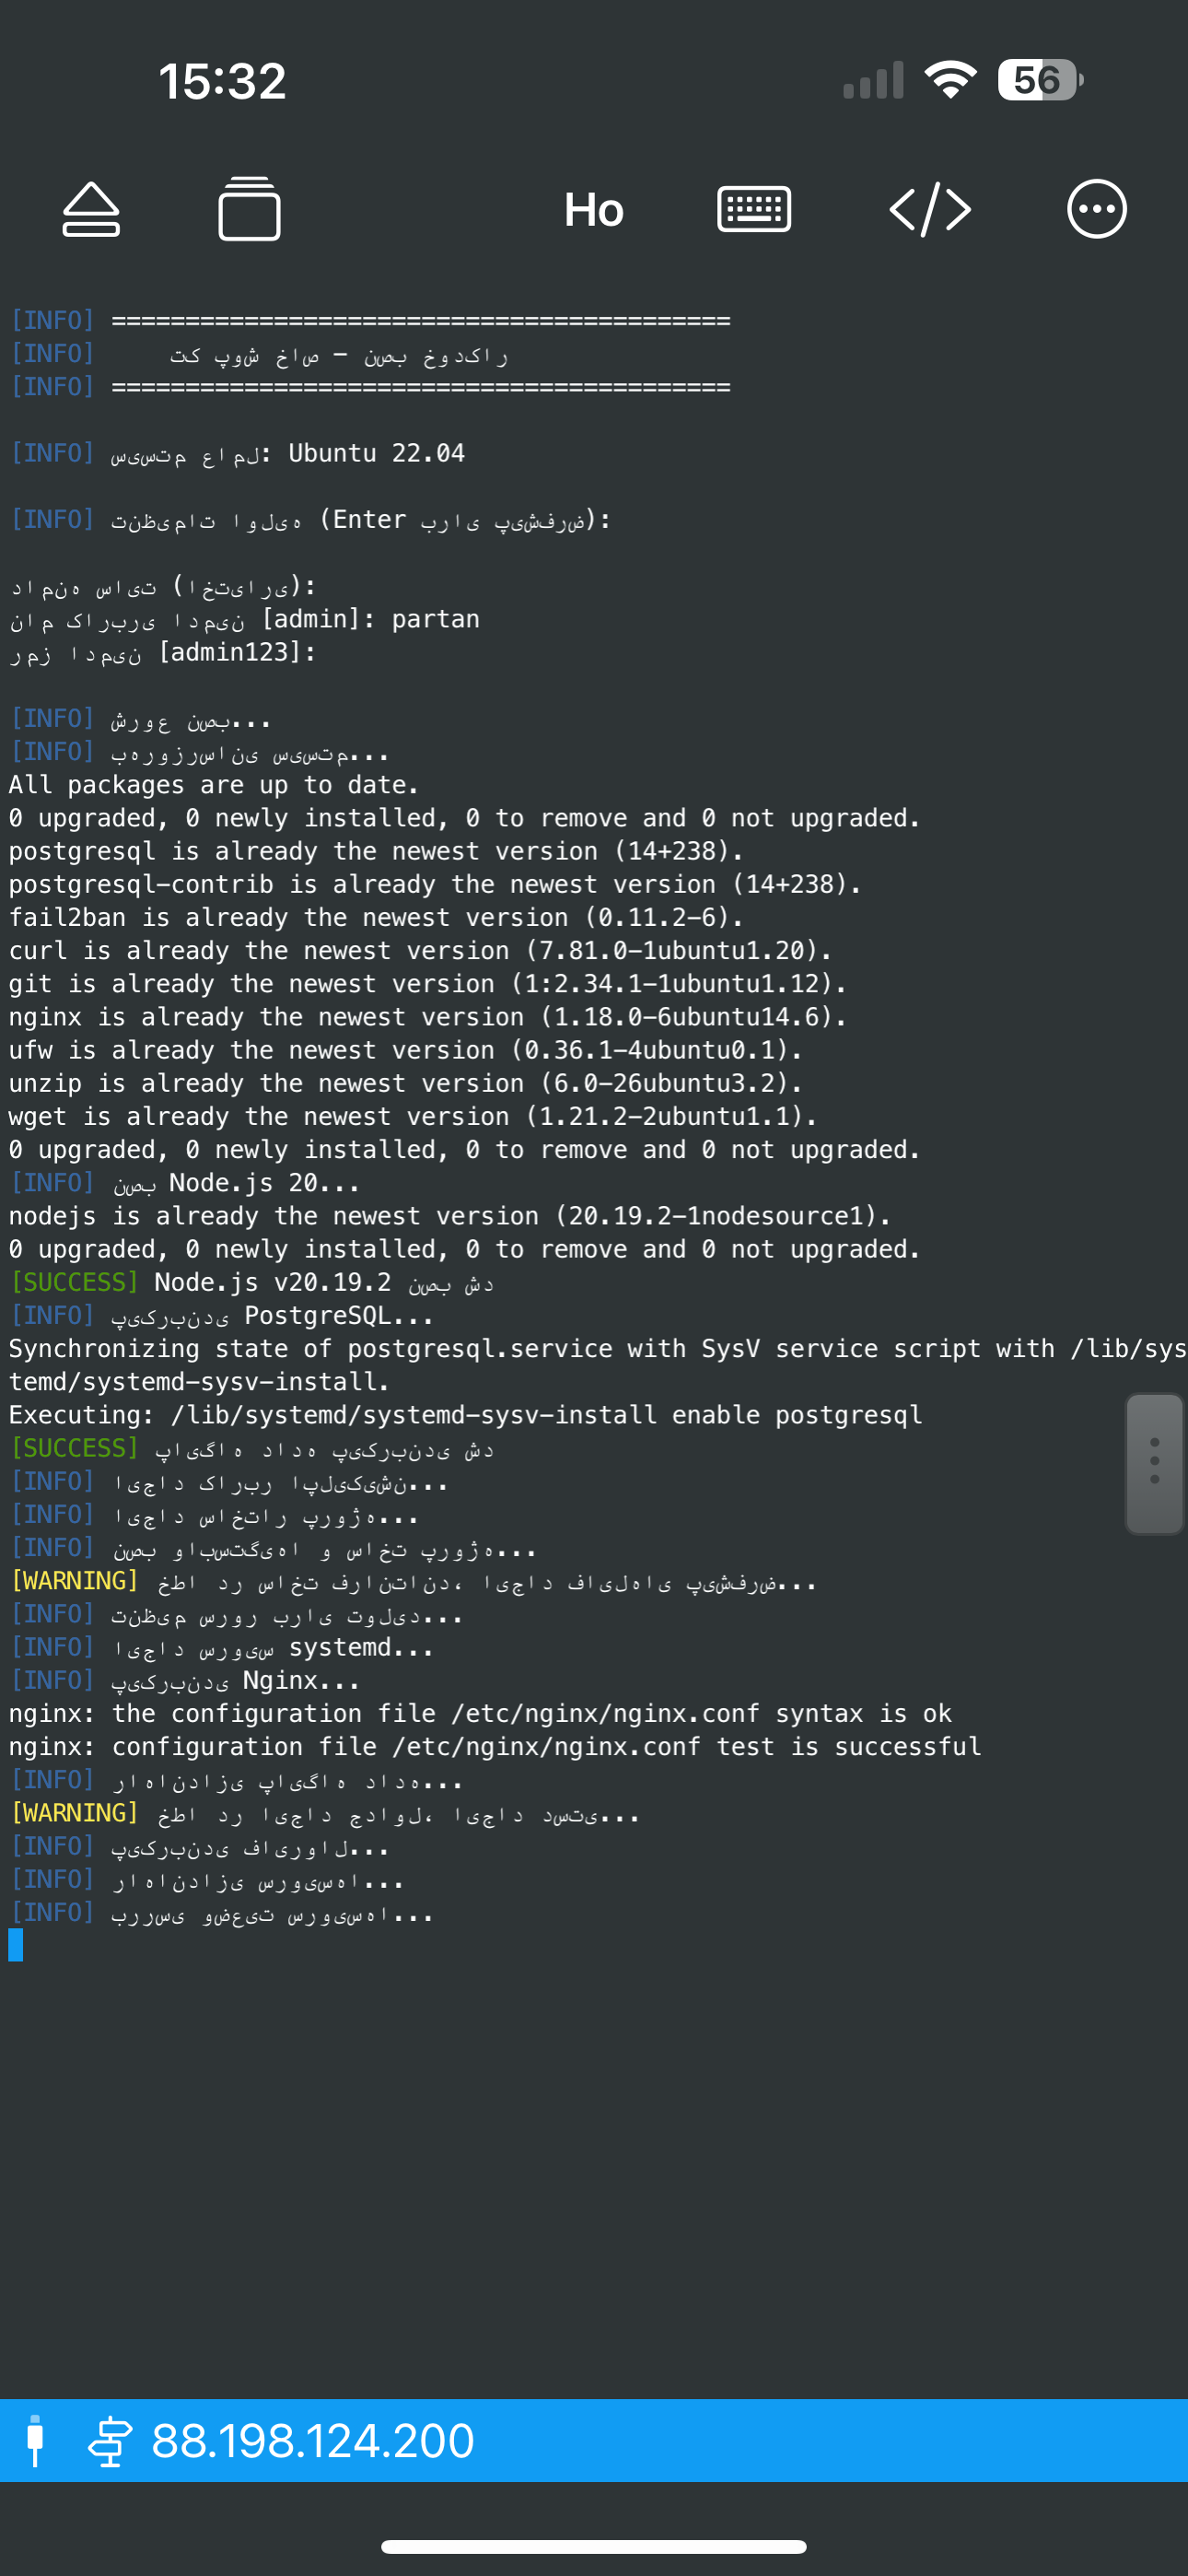 15:32
56
Ho
[INFO] ==========================================
[INFO] تک پوش خاص - نصب خودکار
[INFO] ==========================================
[INFO] سیستم عامل: Ubuntu 22.04
[INFO] تنظیمات اولیه (Enter برای پیشفرض):
دامنه سایت (اختیاری):
نام کاربری ادمین [admin]: partan
رمز ادمین [admin123]:
[INFO] شروع نصب...
[INFO] بهروزرسانی سیستم...
All packages are up to date.
0 upgraded, 0 newly installed, 0 to remove and 0 not upgraded.
postgresql is already the newest version (14+238).
postgresql-contrib is already the newest version (14+238).
fail2ban is already the newest version (0.11.2-6).
curl is already the newest version (7.81.0-1ubuntu1.20).
git is already the newest version (1:2.34.1-1ubuntu1.12).
nginx is already the newest version (1.18.0-6ubuntu14.6).
ufw is already the newest version (0.36.1-4ubuntu0.1).
unzip is already the newest version (6.0-26ubuntu3.2).
wget is already the newest version (1.21.2-2ubuntu1.1).
0 upgraded, 0 newly installed, 0 to remove and 0 not upgraded.
[INFO] نصب Node.js 20...
nodejs is already the newest version (20.19.2-1nodesource1).
0 upgraded, 0 newly installed, 0 to remove and 0 not upgraded.
[SUCCESS] Node.js v20.19.2 نصب شد
[INFO] پیکربندی PostgreSQL...
Synchronizing state of postgresql.service with SysV service script with /lib/sys
temd/systemd-sysv-install.
Executing: /lib/systemd/systemd-sysv-install enable postgresql
[SUCCESS] پایگاه داده پیکربندی شد
[INFO] ایجاد کاربر اپلیکیشن...
[INFO] ایجاد ساختار پروژه...
[INFO] نصب وابستگیها و ساخت پروژه...
[WARNING] خطا در ساخت فرانتاند، ایجاد فایلهای پیشفرض...
[INFO] تنظیم سرور برای تولید...
[INFO] ایجاد سرویس systemd...
[INFO] پیکربندی Nginx...
nginx: the configuration file /etc/nginx/nginx.conf syntax is ok
nginx: configuration file /etc/nginx/nginx.conf test is successful
[INFO] راهاندازی پایگاه داده...
[WARNING] خطا در ایجاد جداول، ایجاد دستی...
[INFO] پیکربندی فایروال...
[INFO] راهاندازی سرویسها...
[INFO] بررسی وضعیت سرویسها...
88.198.124.200